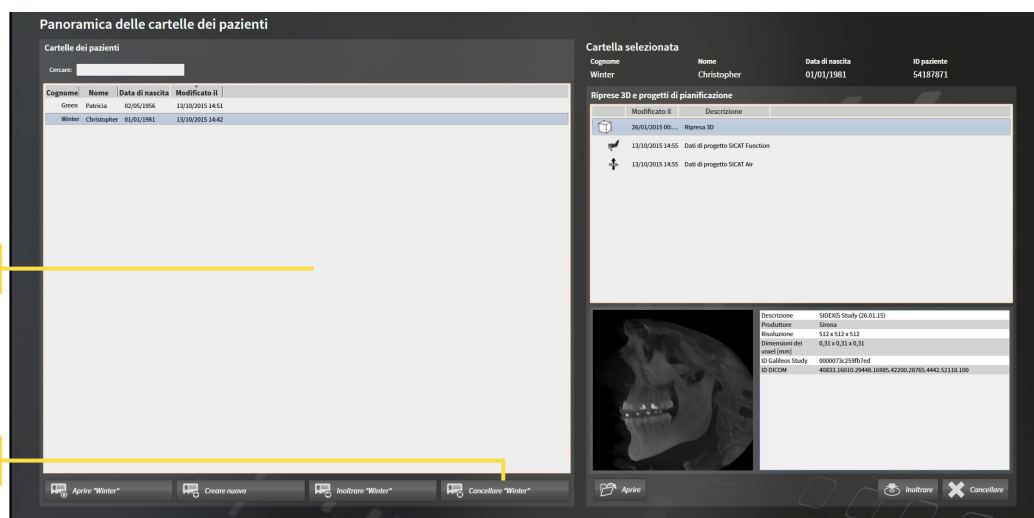 Panoramica delle cartelle dei pazienti
Cartelle dei pazienti
Cercare:
Cognome Nome Data di nascita Modificato il
Green Patricia 02/05/1956 13/10/2015 14:51
Winter Christopher 01/01/1981 13/10/2015 14:42
Aprire "Winter"
Creare nuovo
Inoltrare "Winter"
Cancellare "Winter"
Cartella selezionata
Cognome Nome Data di nascita ID paziente
Winter Christopher 01/01/1981 54187871
Riprese 3D e progetti di pianificazione
Modificato il Descrizione
26/01/2015 00:... Ripresa 3D
13/10/2015 14:55 Dati di progetto SICAT Function
13/10/2015 14:55 Dati di progetto SICAT Air
Descrizione SIDEXIS Study (26.01.15)
Produttore Sirona
Risoluzione 512 x 512 x 512
Dimensioni dei 0,31 x 0,31 x 0,31
voxel [mm]
ID Galileos Study 0000073c259fb7ed
ID DICOM 40833.16010.29448.16985.42200.28765.4442.52118.100
Aprire
Inoltrare
Cancellare